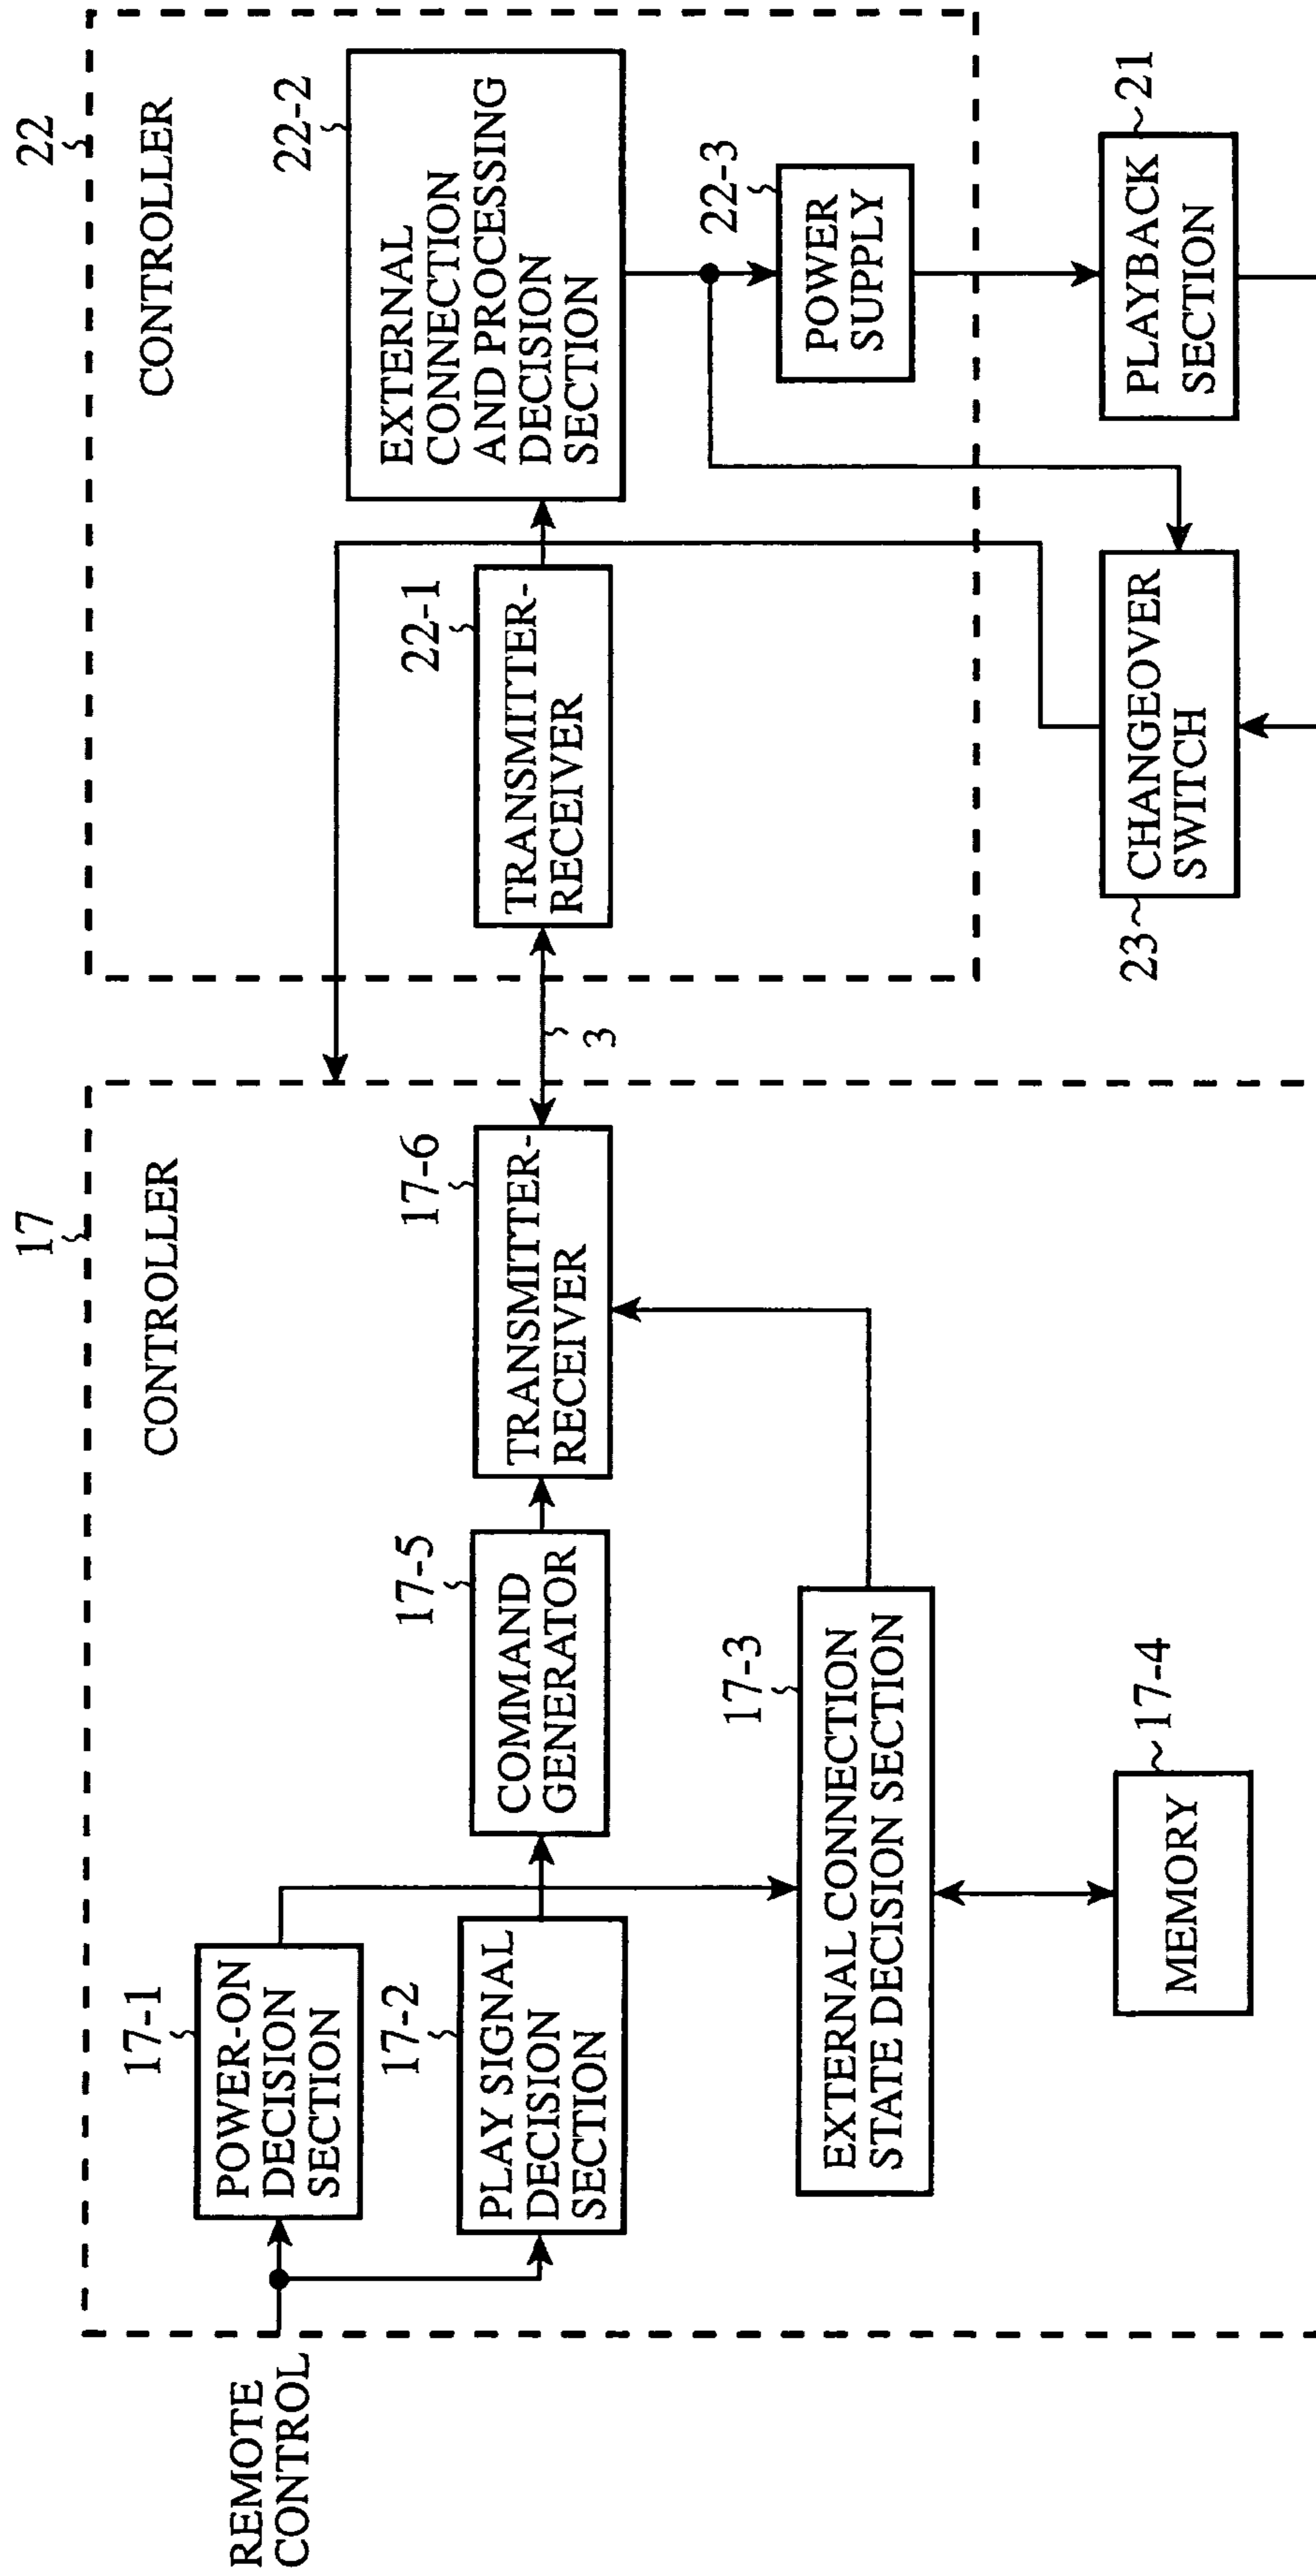 REMOTE
CONTROL
17
CONTROLLER
17-1
POWER-ON
DECISION
SECTION
17-2
PLAY SIGNAL
DECISION
SECTION
17-5
COMMAND
GENERATOR
17-6
TRANSMITTER-
RECEIVER
17-3
EXTERNAL CONNECTION
STATE DECISION SECTION
17-4
MEMORY
3
22
CONTROLLER
22-1
TRANSMITTER-
RECEIVER
22-2
EXTERNAL
CONNECTION
AND PROCESSING
DECISION
SECTION
22-3
POWER
SUPPLY
23
CHANGEOVER
SWITCH
21
PLAYBACK
SECTION